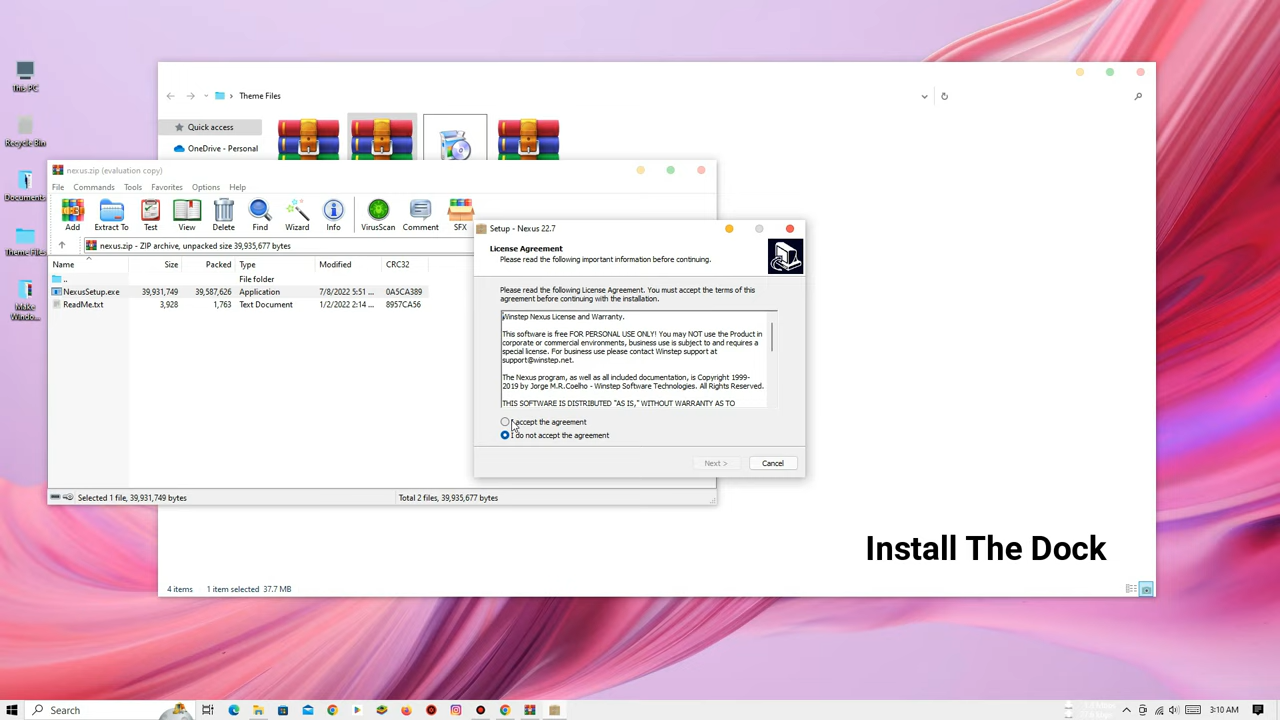 This PC
Recycle Bin
Documents
Theme Files
Make
Windo...
Theme Files
Quick access
OneDrive - Personal
nexus.zip (evaluation copy)
File Commands Tools Favorites Options Help
Add Extract To Test View Delete Find Wizard Info VirusScan Comment SFX
nexus.zip - ZIP archive, unpacked size 39,935,677 bytes
Name Size Packed Type Modified CRC32
.. File folder
NexusSetup.exe 39,931,749 39,587,626 Application 7/8/2022 5:51 ... 0A5CA389
ReadMe.txt 3,928 1,763 Text Document 1/2/2022 2:14 ... 8957CA56
Selected 1 file, 39,931,749 bytes
Total 2 files, 39,935,677 bytes
Setup - Nexus 22.7
License Agreement
Please read the following important information before continuing.
Please read the following License Agreement. You must accept the terms of this
agreement before continuing with the installation.
Winstep Nexus License and Warranty.
This software is free FOR PERSONAL USE ONLY! You may NOT use the Product in
corporate or commercial environments, business use is subject to and requires a
special license. For business use please contact Winstep support at
support@winstep.net.
The Nexus program, as well as all included documentation, is Copyright 1999-
2019 by Jorge M.R.Coelho - Winstep Software Technologies. All Rights Reserved.
THIS SOFTWARE IS DISTRIBUTED "AS IS," WITHOUT WARRANTY AS TO
I accept the agreement
I do not accept the agreement
Next > Cancel
Install The Dock
4 items 1 item selected 37.7 MB
Search
3:10 AM